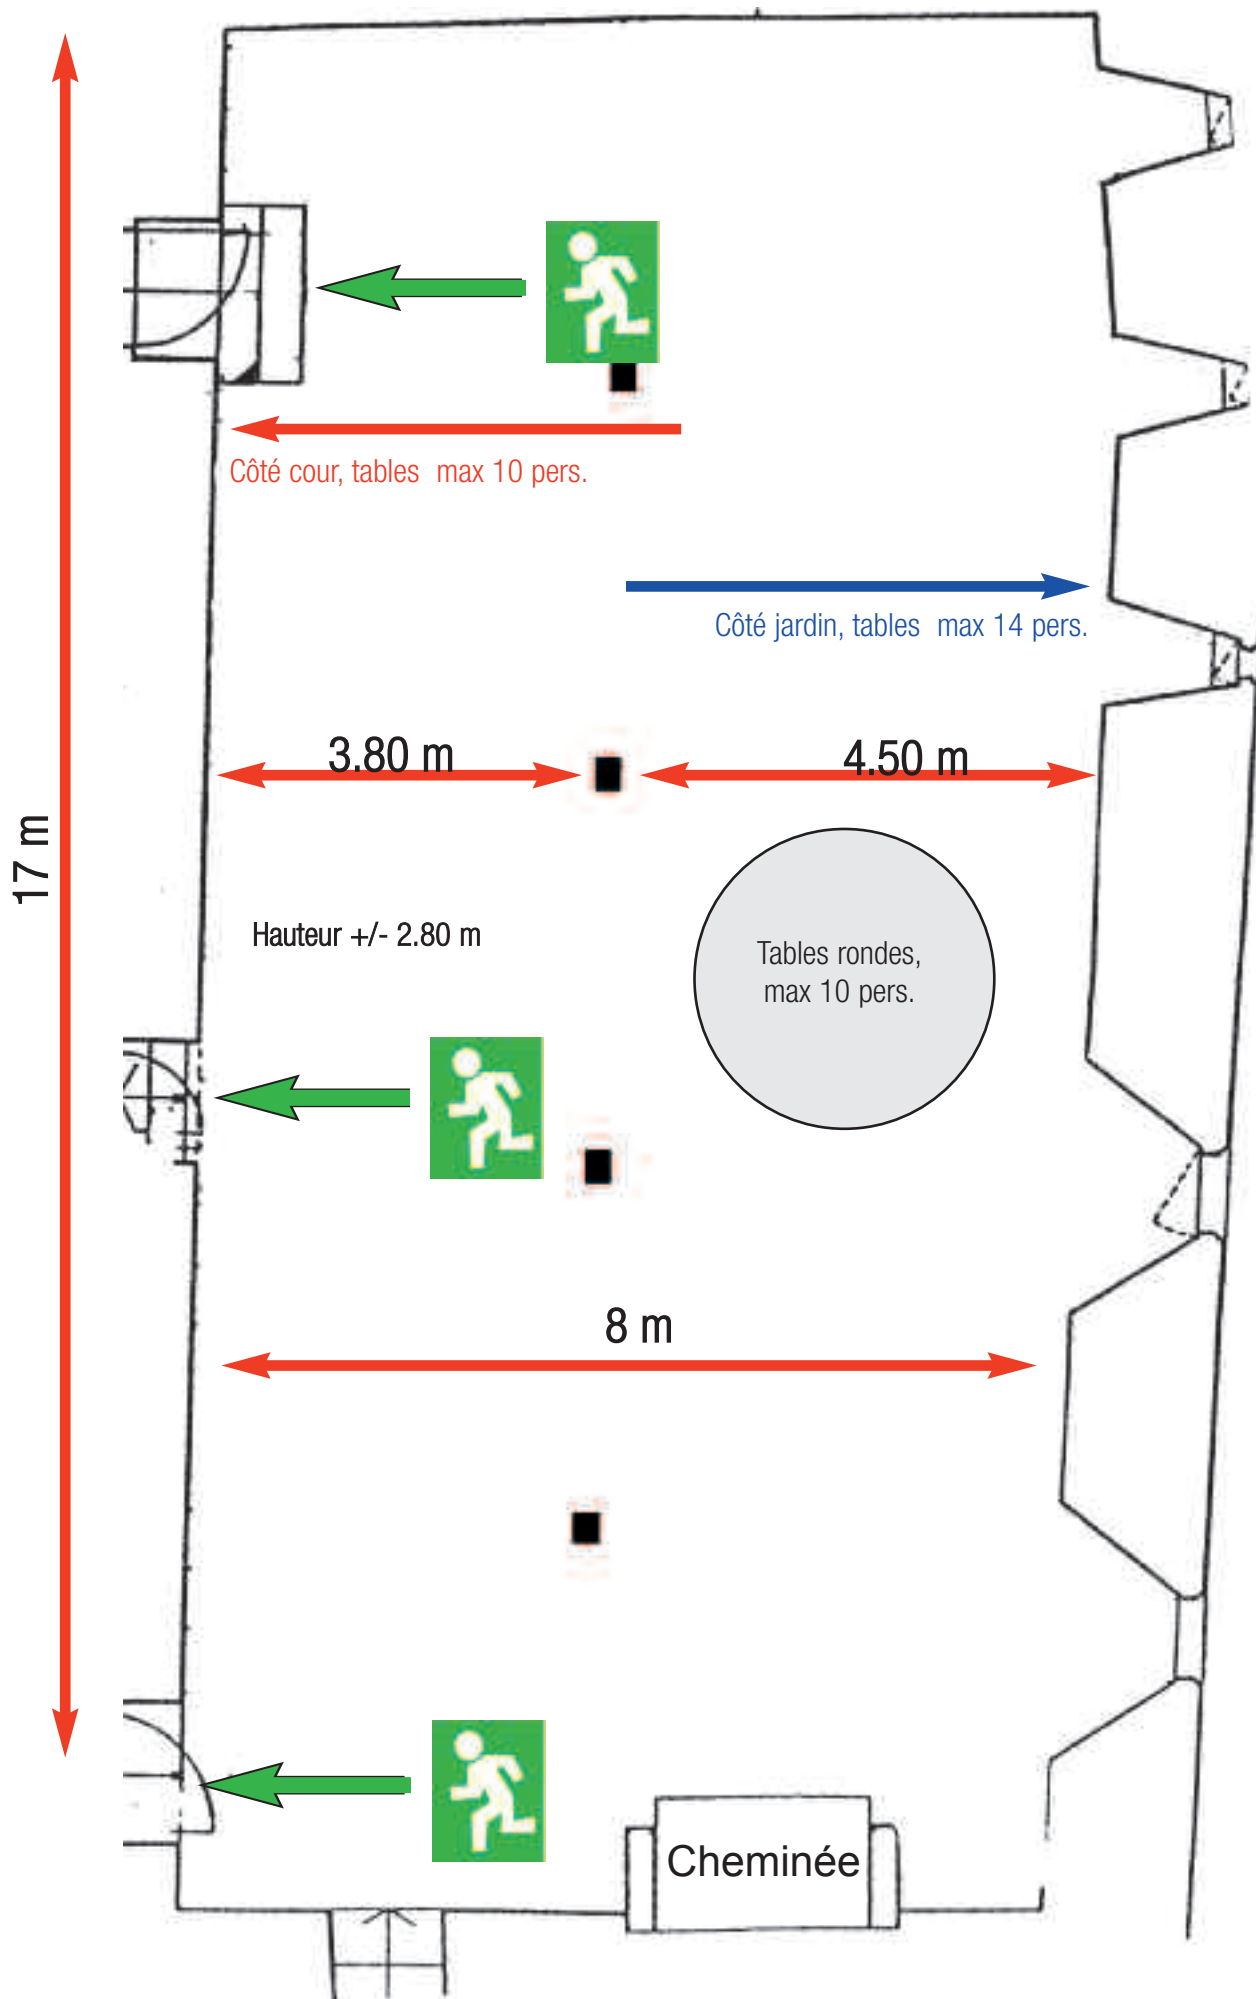 Côté cour, tables max 10 pers.
Côté jardin, tables max 14 pers.
3.80 m
4.50 m
17 m
Hauteur +/- 2.80 m
Tables rondes,
max 10 pers.
8 m
Cheminée